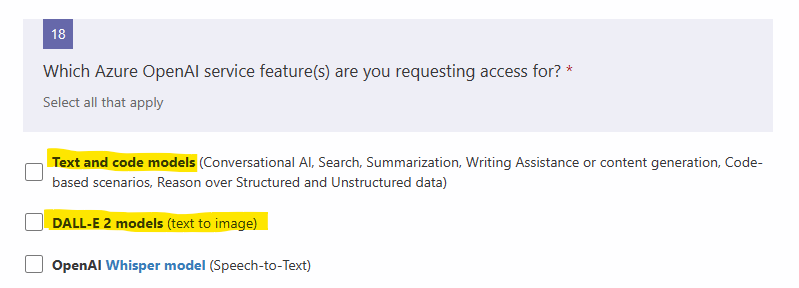 18
Which Azure OpenAI service feature(s) are you requesting access for? *
Select all that apply
Text and code models (Conversational AI, Search, Summarization, Writing Assistance or content generation, Code-
based scenarios, Reason over Structured and Unstructured data)
DALL-E 2 models (text to image)
OpenAI Whisper model (Speech-to-Text)